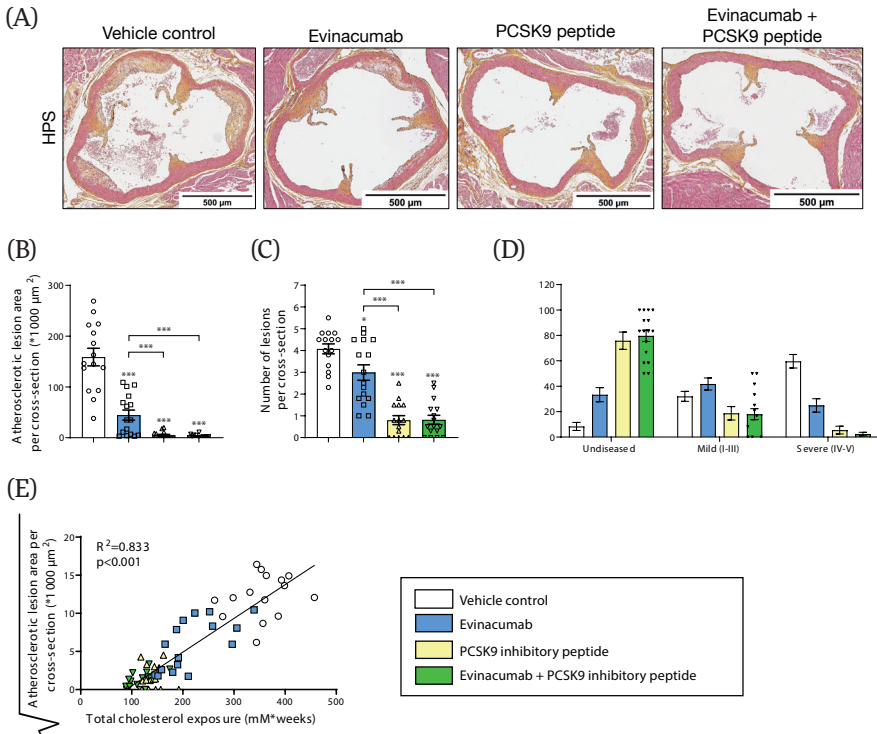 (A)
Vehicle control
Evinacumab
PCSK9 peptide
Evinacumab +
PCSK9 peptide
HPS
500 µm
500 µm
500 µm
500 µm
(B)
(C)
(D)
Atherosclerotic lesion area
per cross-section (*1000 µm²)
300
200
100
0
***
***
***
***
***
Number of lesions
per cross-section
7
6
5
4
3
2
1
0
***
***
*
***
***
120
100
80
60
40
20
0
Undiseased
Mild (I-III)
Severe (IV-V)
(E)
Atherosclerotic lesion area per
cross-section (*1000 µm²)
20
15
10
5
0
R²=0.833
p<0.001
0
100
200
300
400
500
Total cholesterol exposure (mM*weeks)
Vehicle control
Evinacumab
PCSK9 inhibitory peptide
Evinacumab + PCSK9 inhibitory peptide